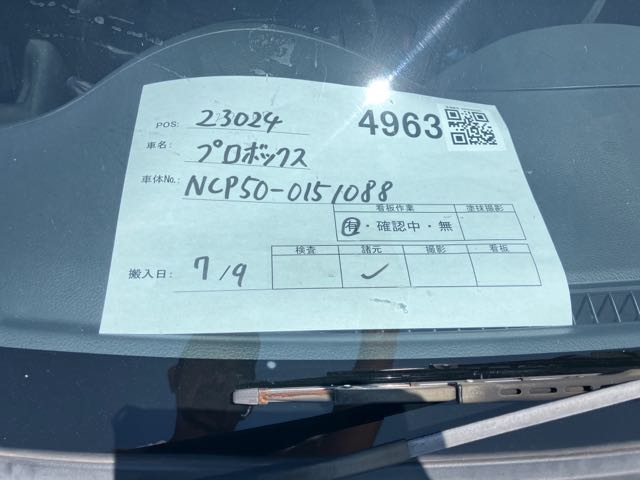 POS: 23024 4963
車名: プロボックス
車体No.: NCP50-0151088
看板作業 塗抹撮影
有・確認中・無
検査 諸元 撮影 看板
搬入日: 7/9 ✓